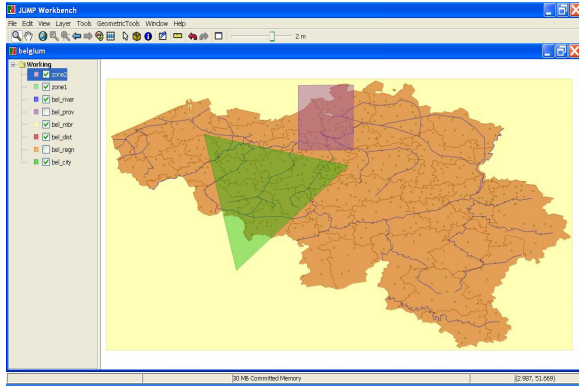 JUMP Workbench
File Edit View Layer Tools GeometricTools Window Help
2 m
belgium
Working
zone2
zone1
bel_river
bel_prov
bel_mbr
bel_dist
bel_regn
bel_city
30 MB Committed Memory
(2.987, 51.669)